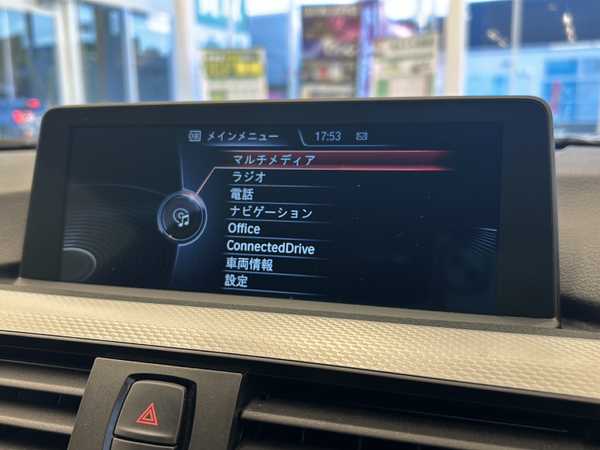 メインメニュー 17:53
マルチメディア
ラジオ
電話
ナビゲーション
Office
ConnectedDrive
車両情報
設定